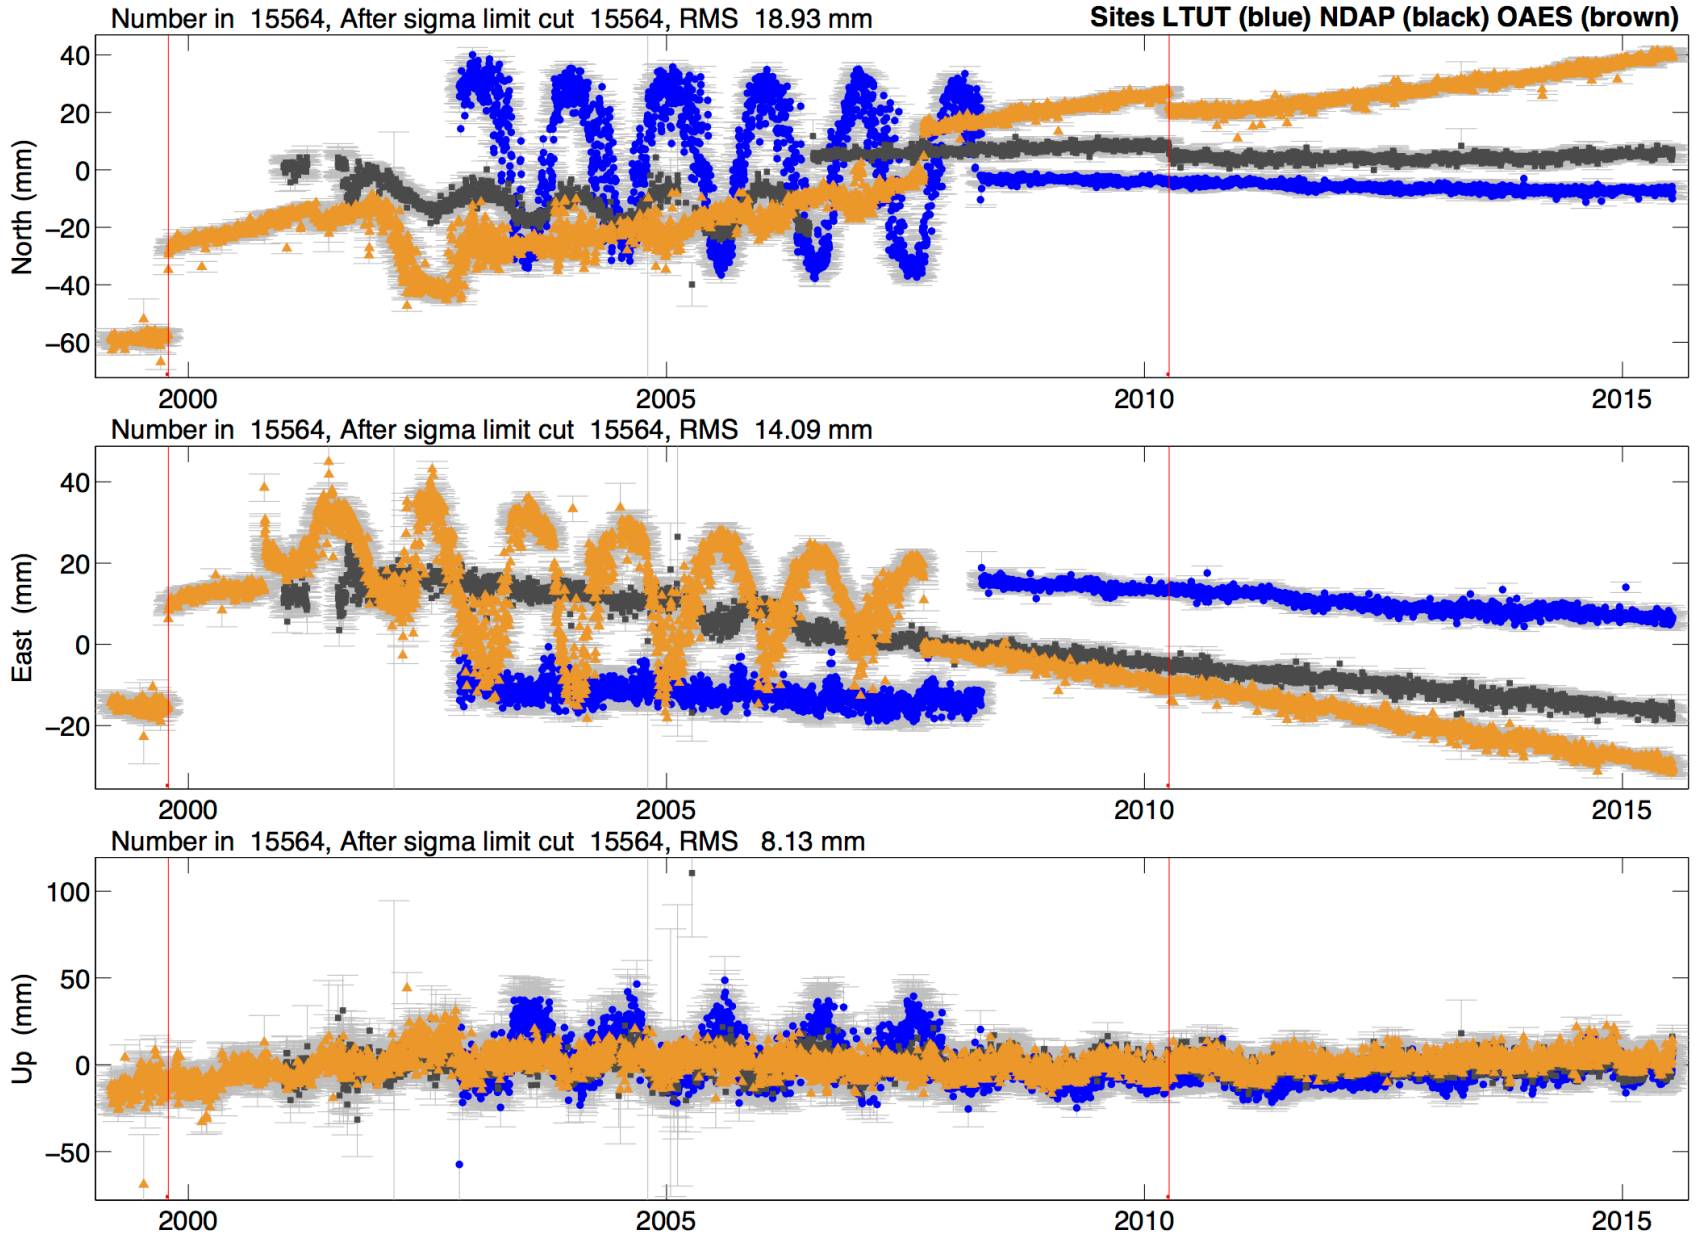 Number in 15564, After sigma limit cut 15564, RMS 18.93 mm
Sites LTUT (blue) NDAP (black) OAES (brown)
40
20
0
−20
−40
−60
North (mm)
2000 2005 2010 2015
Number in 15564, After sigma limit cut 15564, RMS 14.09 mm
40
20
0
−20
East (mm)
2000 2005 2010 2015
Number in 15564, After sigma limit cut 15564, RMS 8.13 mm
100
50
0
−50
Up (mm)
2000 2005 2010 2015